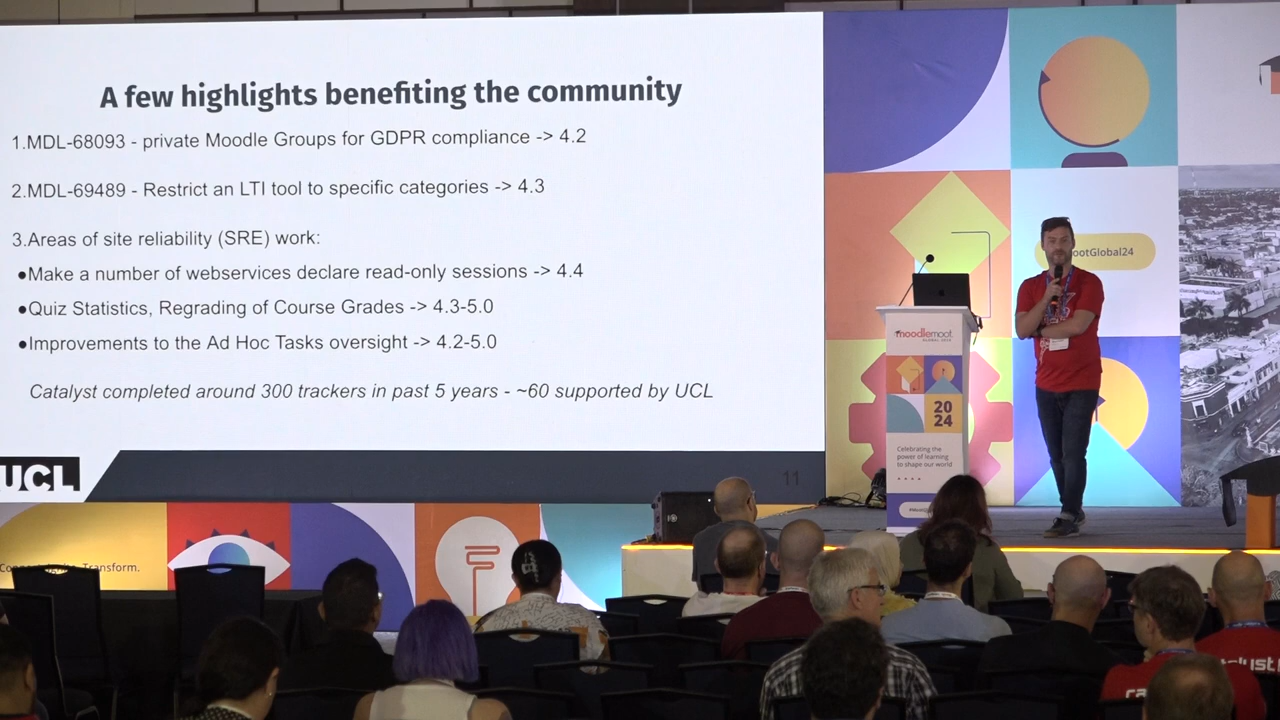 A few highlights benefiting the community
1.MDL-68093 - private Moodle Groups for GDPR compliance -> 4.2
2.MDL-69489 - Restrict an LTI tool to specific categories -> 4.3
3.Areas of site reliability (SRE) work:
●Make a number of webservices declare read-only sessions -> 4.4
●Quiz Statistics, Regrading of Course Grades -> 4.3-5.0
●Improvements to the Ad Hoc Tasks oversight -> 4.2-5.0
Catalyst completed around 300 trackers in past 5 years - ~60 supported by UCL
UCL
11
ootGlobal24
moodlemoot
GLOBAL 2024
20
24
Celebrating the
power of learning
to shape our world
Transform.